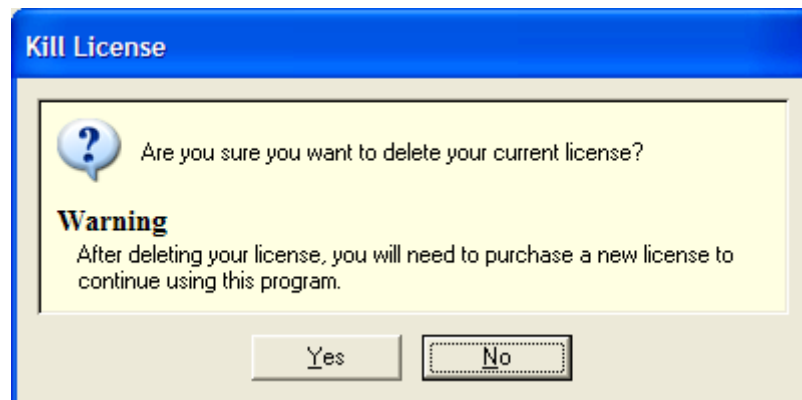 Kill License
Are you sure you want to delete your current license?
Warning
After deleting your license, you will need to purchase a new license to
continue using this program.
Yes
No